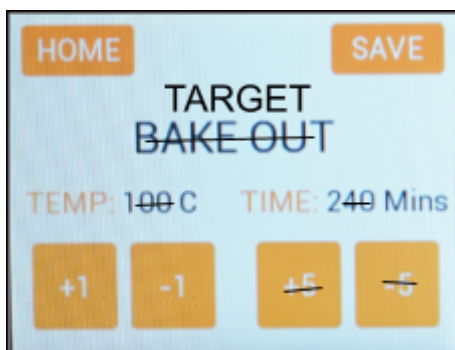 HOME SAVE
TARGET
BAKE OUT
TEMP: 100 C TIME: 240 Mins
+1 -1 +5 -5